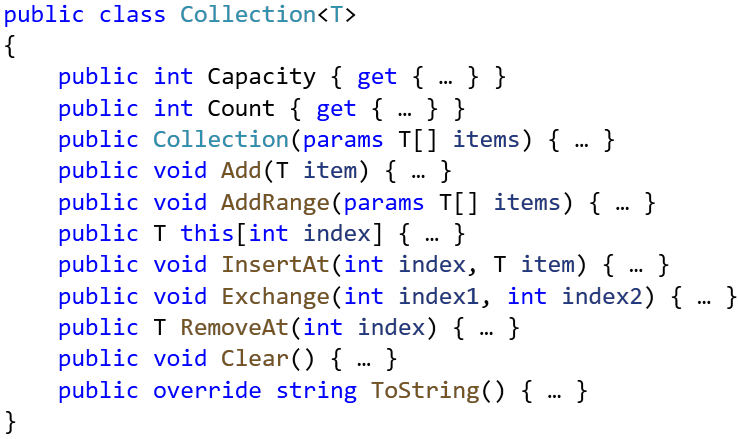 public class Collection<T>
{
    public int Capacity { get { … } }
    public int Count { get { … } }
    public Collection(params T[] items) { … }
    public void Add(T item) { … }
    public void AddRange(params T[] items) { … }
    public T this[int index] { … }
    public void InsertAt(int index, T item) { … }
    public void Exchange(int index1, int index2) { … }
    public T RemoveAt(int index) { … }
    public void Clear() { … }
    public override string ToString() { … }
}